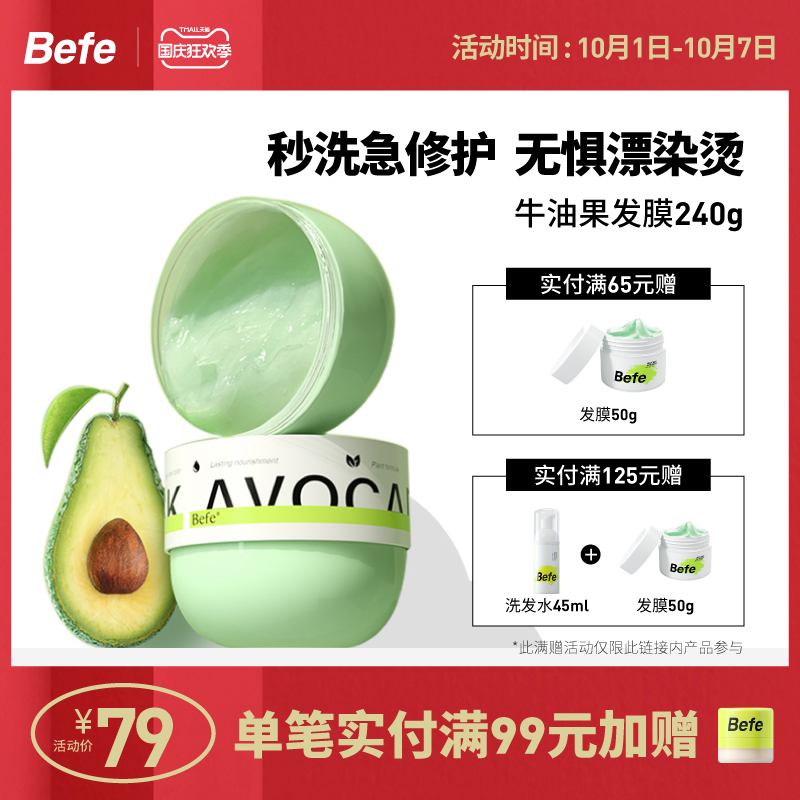 Befe
TMALL天猫
国庆狂欢季
活动时间：10月1日-10月7日
秒洗急修护 无惧漂染烫
牛油果发膜240g
实付满65元赠
Befe
发膜50g
实付满125元赠
Befe
+
Befe
洗发水45ml
发膜50g
*此满赠活动仅限此链接内产品参与
Lasting nourishment
Plant formula
K AVOCA
Befe®
¥79
活动价
单笔实付满99元加赠
Befe